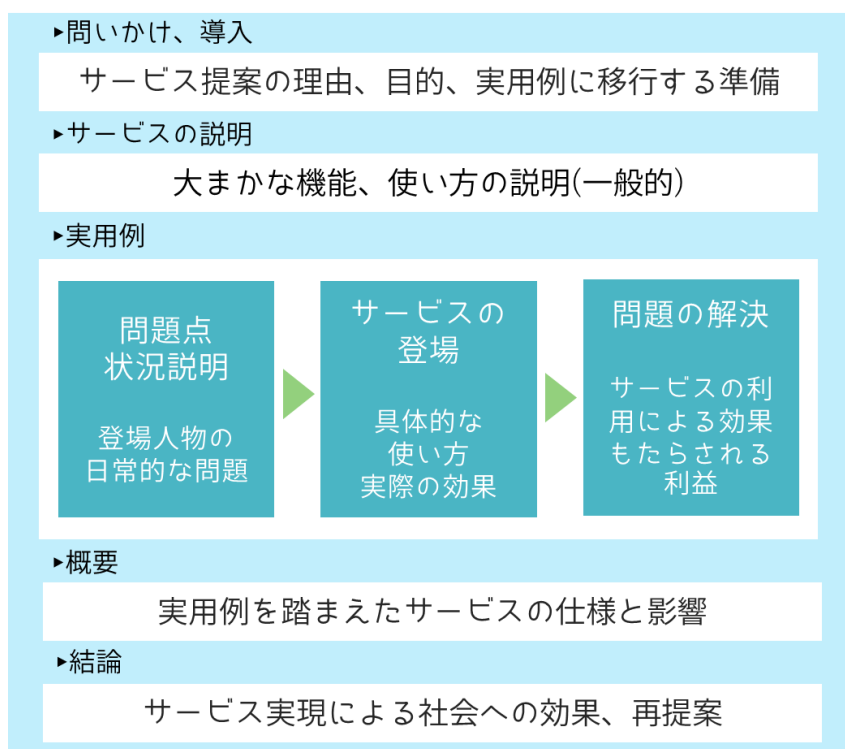 ▸問いかけ、導入
サービス提案の理由、目的、実用例に移行する準備
▸サービスの説明
大まかな機能、使い方の説明(一般的)
▸実用例
問題点
状況説明
登場人物の
日常的な問題
サービスの
登場
具体的な
使い方
実際の効果
問題の解決
サービスの利
用による効果
もたらされる
利益
▸概要
実用例を踏まえたサービスの仕様と影響
▸結論
サービス実現による社会への効果、再提案